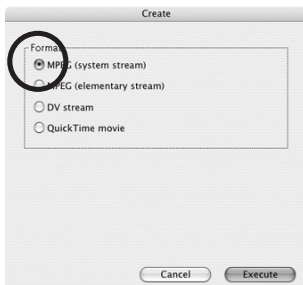 Create
Format
MPEG (system stream)
MPEG (elementary stream)
DV stream
QuickTime movie
Cancel Execute